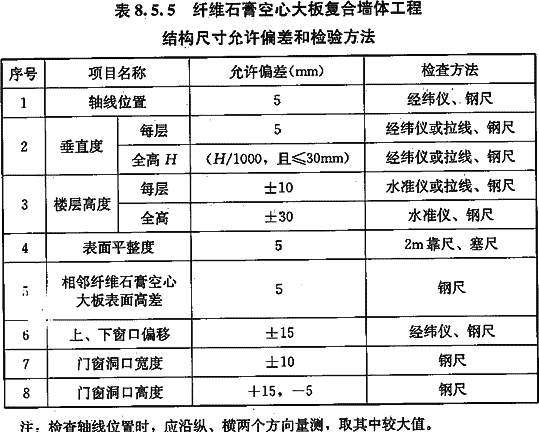 表8.5.5 纤维石膏空心大板复合墙体工程
结构尺寸允许偏差和检验方法
序号 项目名称 允许偏差(mm) 检查方法
1 轴线位置 5 经纬仪、钢尺
2 垂直度 每层 5 经纬仪或拉线、钢尺
全高 H (H/1000，且≤30mm) 经纬仪或拉线、钢尺
3 楼层高度 每层 ±10 水准仪或拉线、钢尺
全高 ±30 水准仪、钢尺
4 表面平整度 5 2m靠尺、塞尺
5 相邻纤维石膏空心
大板表面高差 5 钢尺
6 上、下窗口偏移 ±15 经纬仪、钢尺
7 门窗洞口宽度 ±10 钢尺
8 门窗洞口高度 +15，-5 钢尺
注：检查轴线位置时，应沿纵、横两个方向量测，取其中较大值。